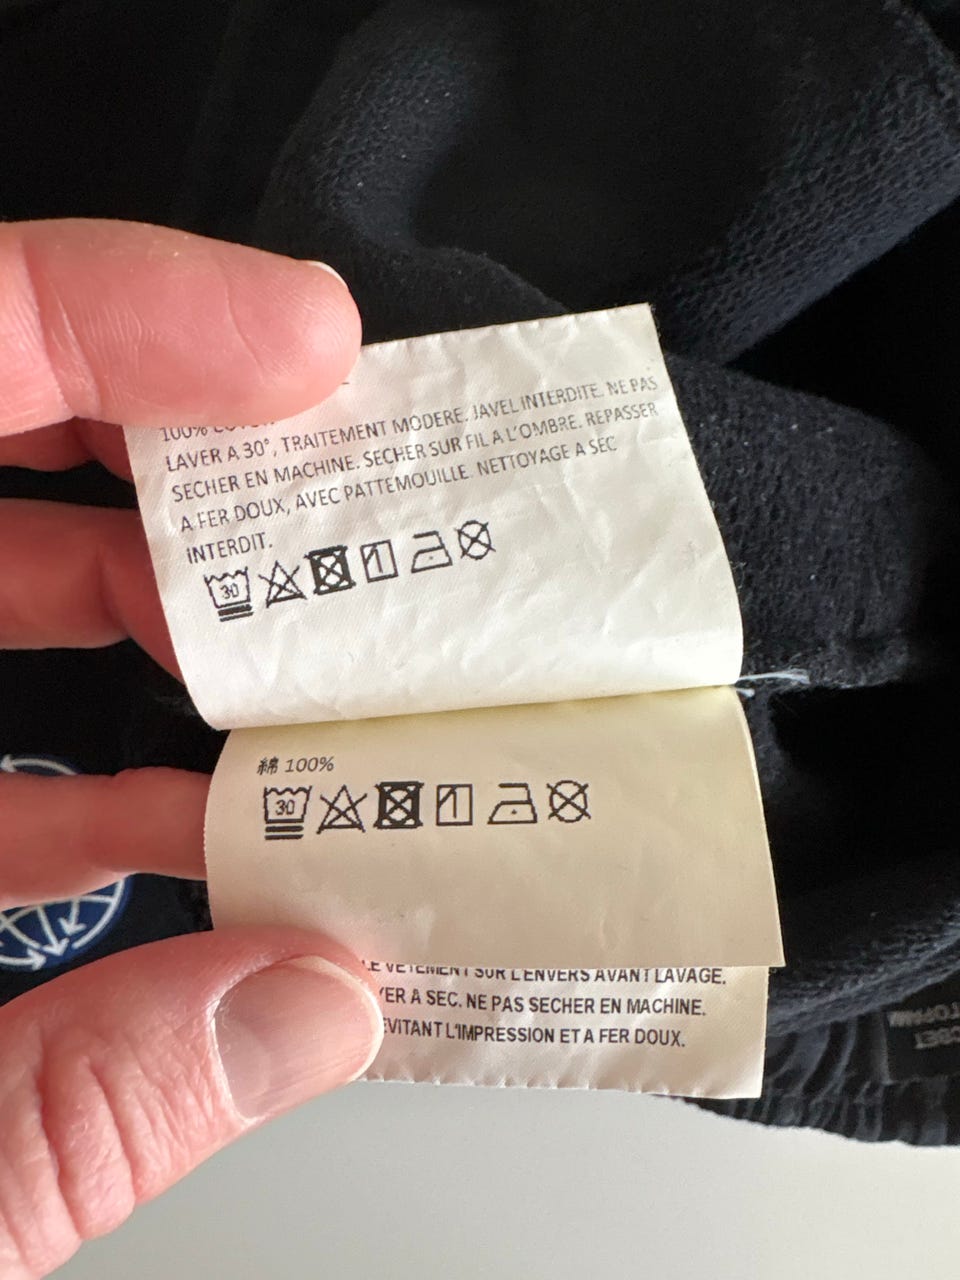 100%
LAVER A 30°, TRAITEMENT MODERE. JAVEL INTERDITE. NE PAS
SECHER EN MACHINE. SECHER SUR FIL A L'OMBRE. REPASSER
A FER DOUX, AVEC PATTEMOUILLE. NETTOYAGE A SEC
INTERDIT.
30
綿 100%
30
LE VETEMENT SUR L'ENVERS AVANT LAVAGE.
A SEC. NE PAS SECHER EN MACHINE.
EVITANT L'IMPRESSION ET A FER DOUX.